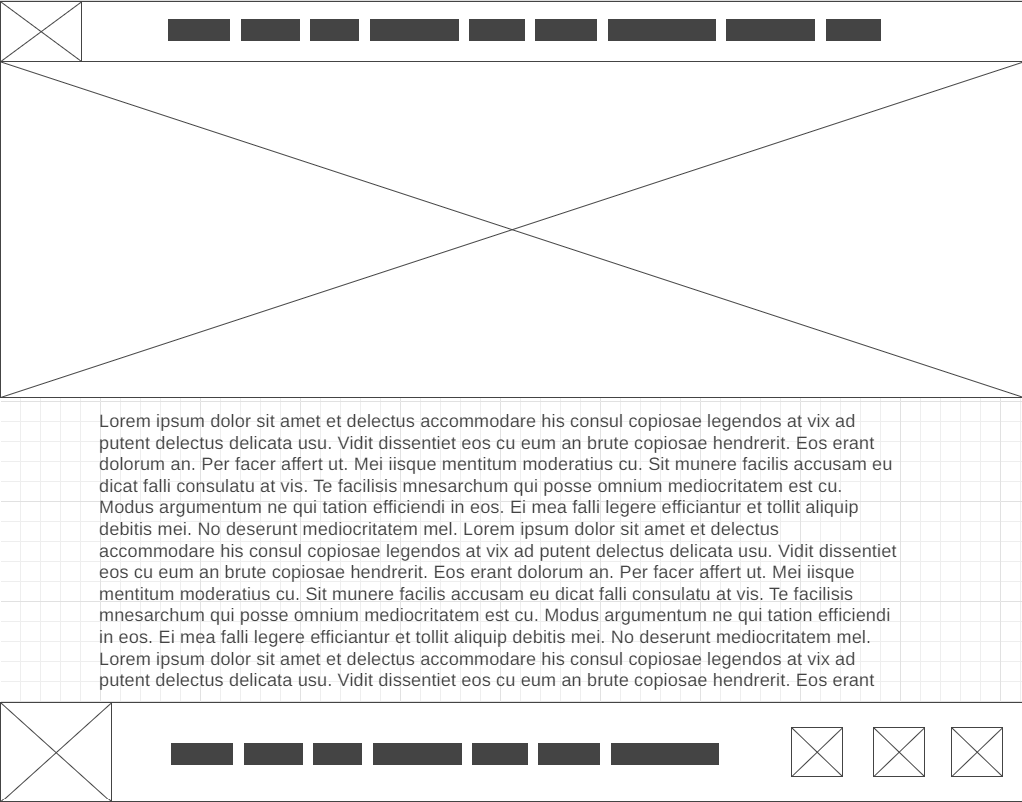 Lorem ipsum dolor sit amet et delectus accommodare his consul copiosae legendos at vix ad
putent delectus delicata usu. Vidit dissentiet eos cu eum an brute copiosae hendrerit. Eos erant
dolorum an. Per facer affert ut. Mei iisque mentitum moderatius cu. Sit munere facilis accusam eu
dicat falli consulatu at vis. Te facilisis mnesarchum qui posse omnium mediocritatem est cu.
Modus argumentum ne qui tation efficiendi in eos. Ei mea falli legere efficiantur et tollit aliquip
debitis mei. No deserunt mediocritatem mel. Lorem ipsum dolor sit amet et delectus
accommodare his consul copiosae legendos at vix ad putent delectus delicata usu. Vidit dissentiet
eos cu eum an brute copiosae hendrerit. Eos erant dolorum an. Per facer affert ut. Mei iisque
mentitum moderatius cu. Sit munere facilis accusam eu dicat falli consulatu at vis. Te facilisis
mnesarchum qui posse omnium mediocritatem est cu. Modus argumentum ne qui tation efficiendi
in eos. Ei mea falli legere efficiantur et tollit aliquip debitis mei. No deserunt mediocritatem mel.
Lorem ipsum dolor sit amet et delectus accommodare his consul copiosae legendos at vix ad
putent delectus delicata usu. Vidit dissentiet eos cu eum an brute copiosae hendrerit. Eos erant